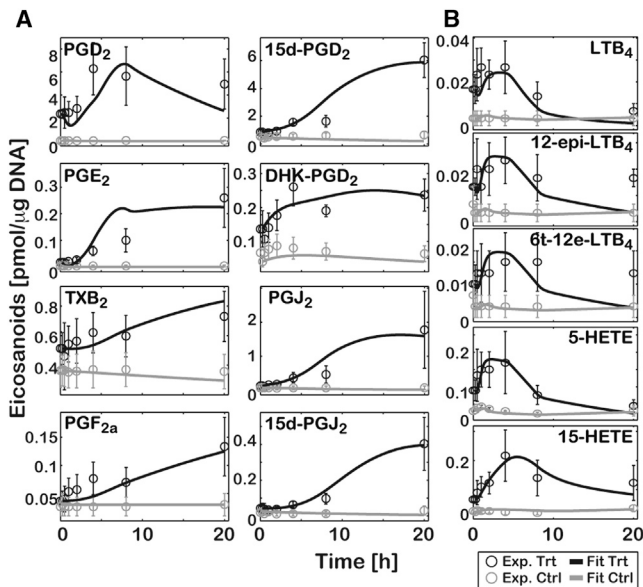 A
B
Eicosanoids [pmol/μg DNA]
PGD2
8
6
4
2
0
15d-PGD2
6
4
2
0
PGE2
0.3
0.2
0.1
0
DHK-PGD2
0.3
0.2
0.1
TXB2
0.8
0.6
0.4
PGJ2
2
1
0
PGF2a
0.15
0.1
0.05
0 10 20
15d-PGJ2
0.4
0.2
0
0 10 20
Time [h]
LTB4
0.04
0.02
0
12-epi-LTB4
0.02
0
6t-12e-LTB4
0.02
0.01
0
5-HETE
0.2
0.1
0
15-HETE
0.2
0
0 10 20
Exp. Trt Fit Trt
Exp. Ctrl Fit Ctrl